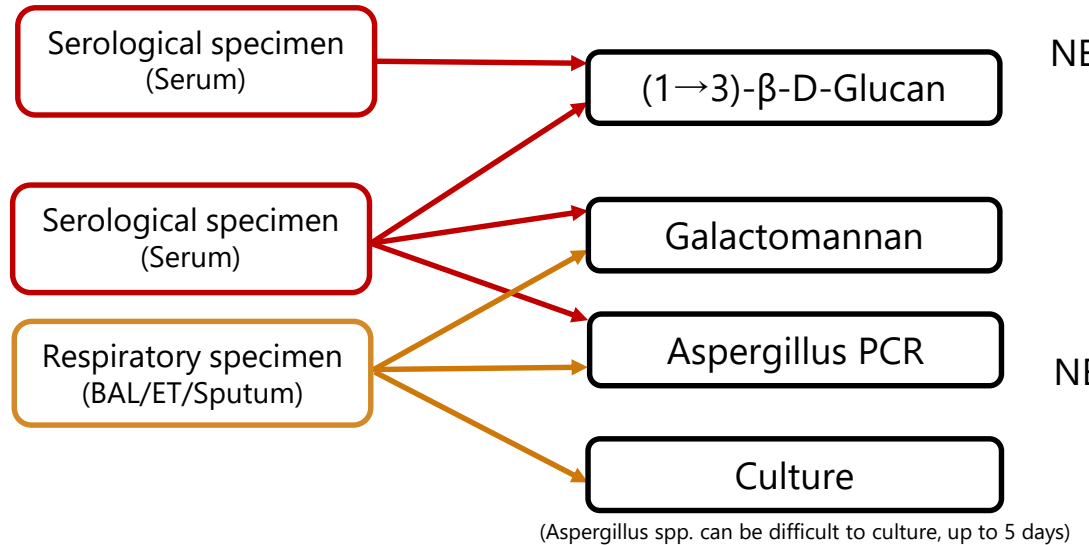 Serological specimen
(Serum)
(1→3)-β-D-Glucan
Serological specimen
(Serum)
Galactomannan
Respiratory specimen
(BAL/ET/Sputum)
Aspergillus PCR
Culture
(Aspergillus spp. can be difficult to culture, up to 5 days)